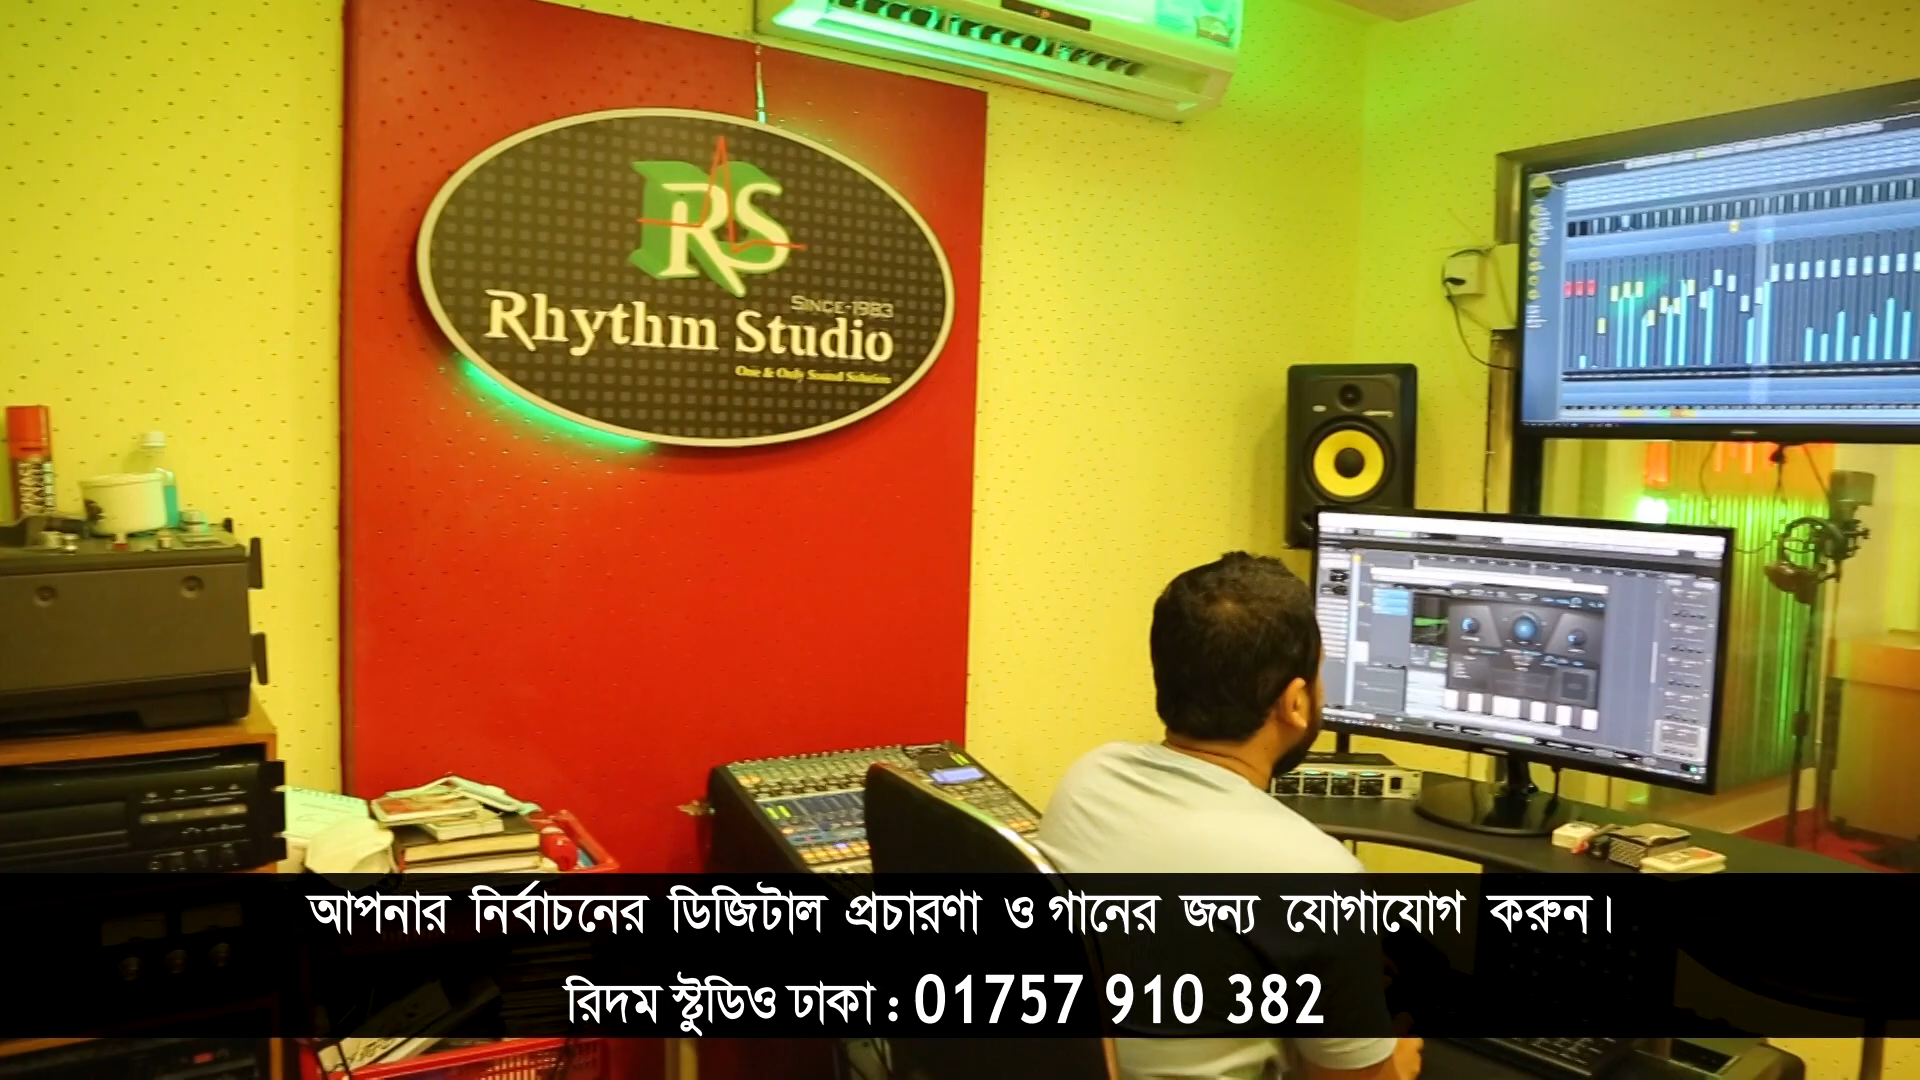 RS
SINCE-1983
Rhythm Studio
One & Only Sound Solution
আপনার নির্বাচনের ডিজিটাল প্রচারণা ও গানের জন্য যোগাযোগ করুন।
রিদম স্টুডিও ঢাকা : 01757 910 382